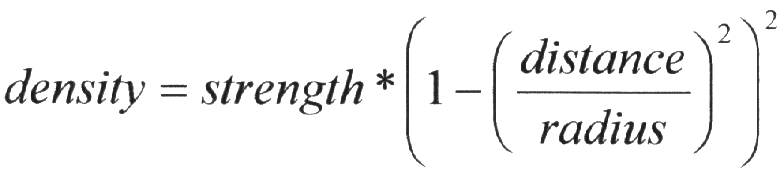 density = strength * (1 - (distance / radius)^2)^2